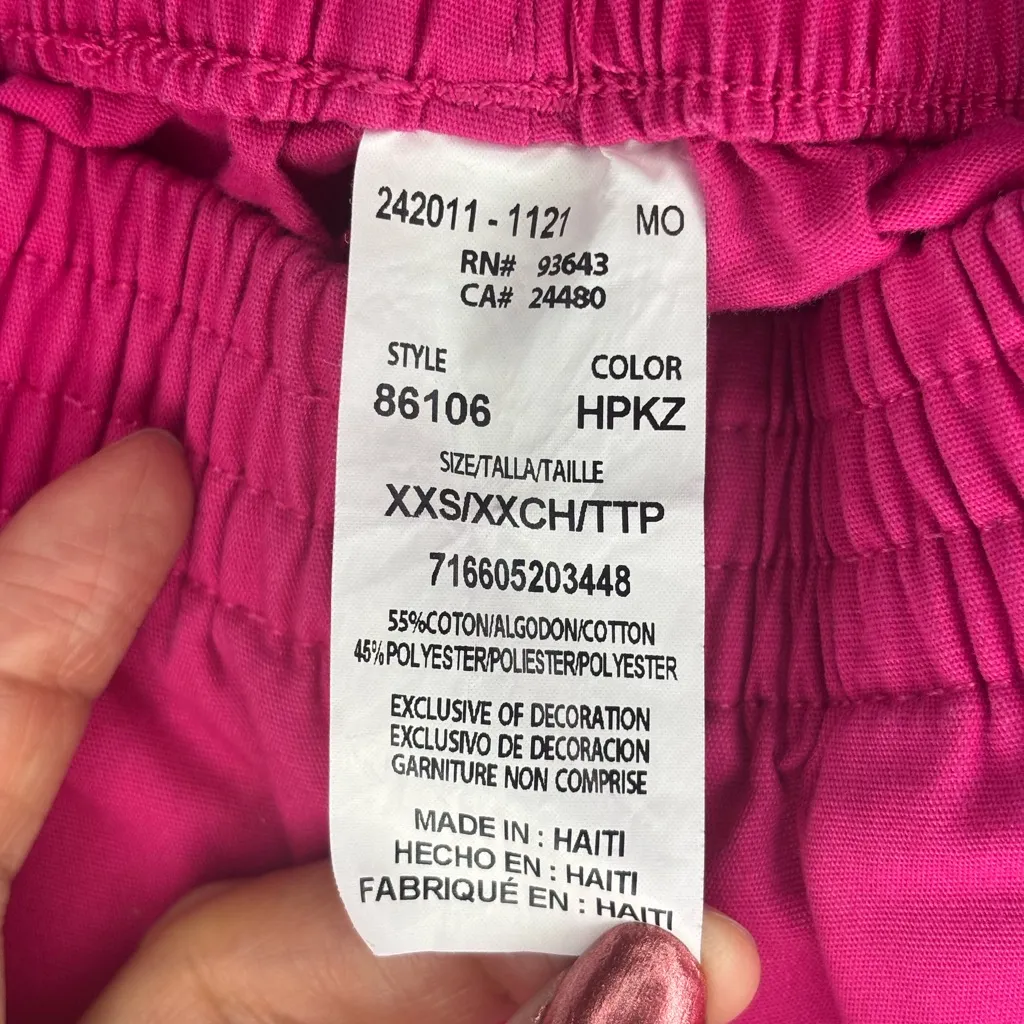 242011 - 1121 MO
RN# 93643
CA# 24480
STYLE COLOR
86106 HPKZ
SIZE/TALLA/TAILLE
XXS/XXCH/TTP
716605203448
55%COTON/ALGODON/COTTON
45%POLYESTER/POLIESTER/POLYESTER
EXCLUSIVE OF DECORATION
EXCLUSIVO DE DECORACION
GARNITURE NON COMPRISE
MADE IN : HAITI
HECHO EN : HAITI
FABRIQUÉ EN : HAITI